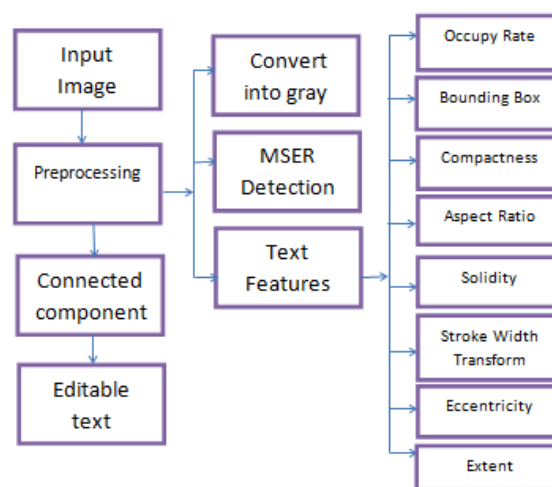 Input
Image
Preprocessing
Connected
component
Editable
text
Convert
into gray
MSER
Detection
Text
Features
Occupy Rate
Bounding Box
Compactness
Aspect Ratio
Solidity
Stroke Width
Transform
Eccentricity
Extent